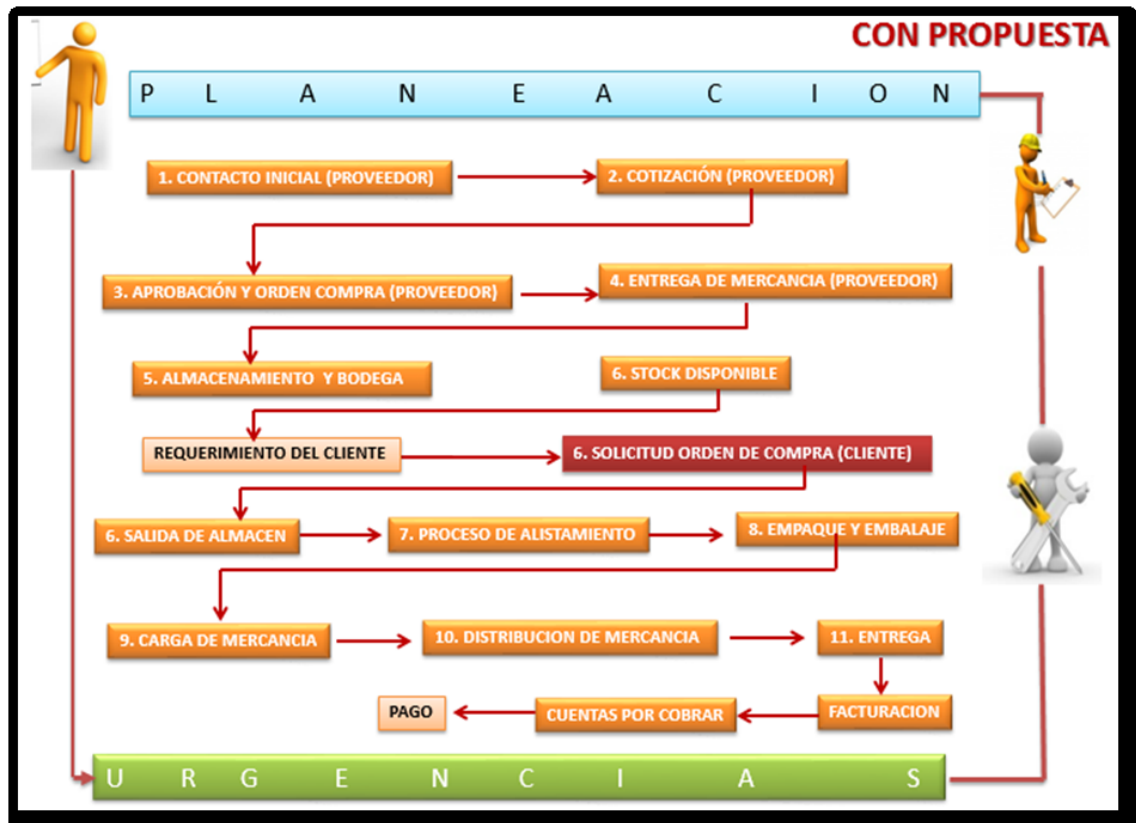 CON PROPUESTA
P L A N E A C I O N
1. CONTACTO INICIAL (PROVEEDOR)
2. COTIZACIÓN (PROVEEDOR)
3. APROBACIÓN Y ORDEN COMPRA (PROVEEDOR)
4. ENTREGA DE MERCANCIA (PROVEEDOR)
5. ALMACENAMIENTO Y BODEGA
6. STOCK DISPONIBLE
REQUERIMIENTO DEL CLIENTE
6. SOLICITUD ORDEN DE COMPRA (CLIENTE)
6. SALIDA DE ALMACEN
7. PROCESO DE ALISTAMIENTO
8. EMPAQUE Y EMBALAJE
9. CARGA DE MERCANCIA
10. DISTRIBUCION DE MERCANCIA
11. ENTREGA
PAGO
CUENTAS POR COBRAR
FACTURACION
U R G E N C I A S